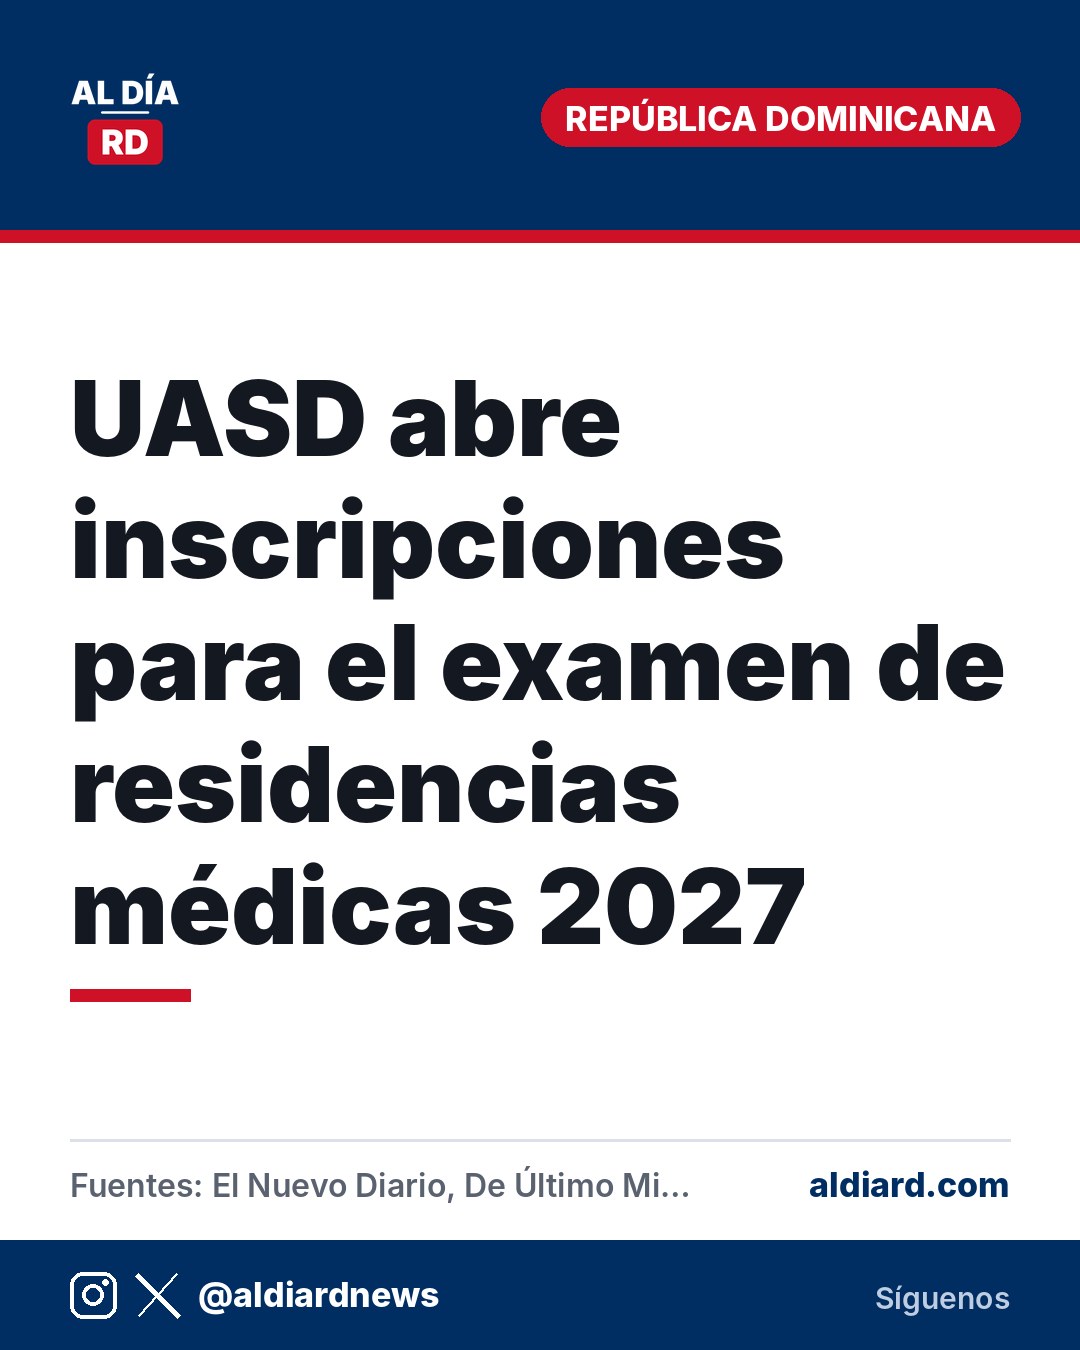 AL DÍA
RD
REPÚBLICA DOMINICANA
UASD abre
inscripciones
para el examen de
residencias
médicas 2027
Fuentes: El Nuevo Diario, De Último Mi...
aldiard.com
@aldiardnews
Síguenos